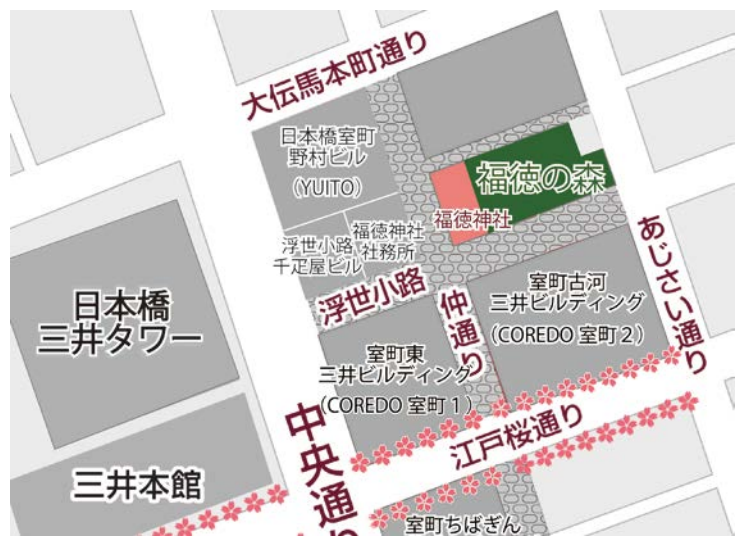 大伝馬本町通り
日本橋室町
野村ビル
(YUITO)
福徳の森
福徳神社
浮世小路
千疋屋ビル
福徳神社
社務所
あじさい通り
浮世小路
仲通り
室町古河
三井ビルディング
(COREDO 室町2)
日本橋
三井タワー
室町東
三井ビルディング
(COREDO 室町1)
中央通り
江戸桜通り
三井本館
室町ちばぎん